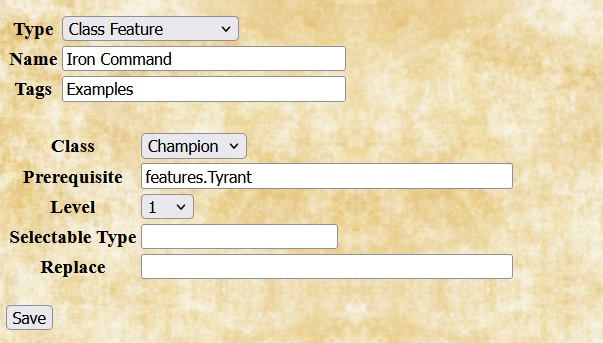 Type Class Feature
Name Iron Command
Tags Examples
Class Champion
Prerequisite features.Tyrant
Level 1
Selectable Type
Replace
Save